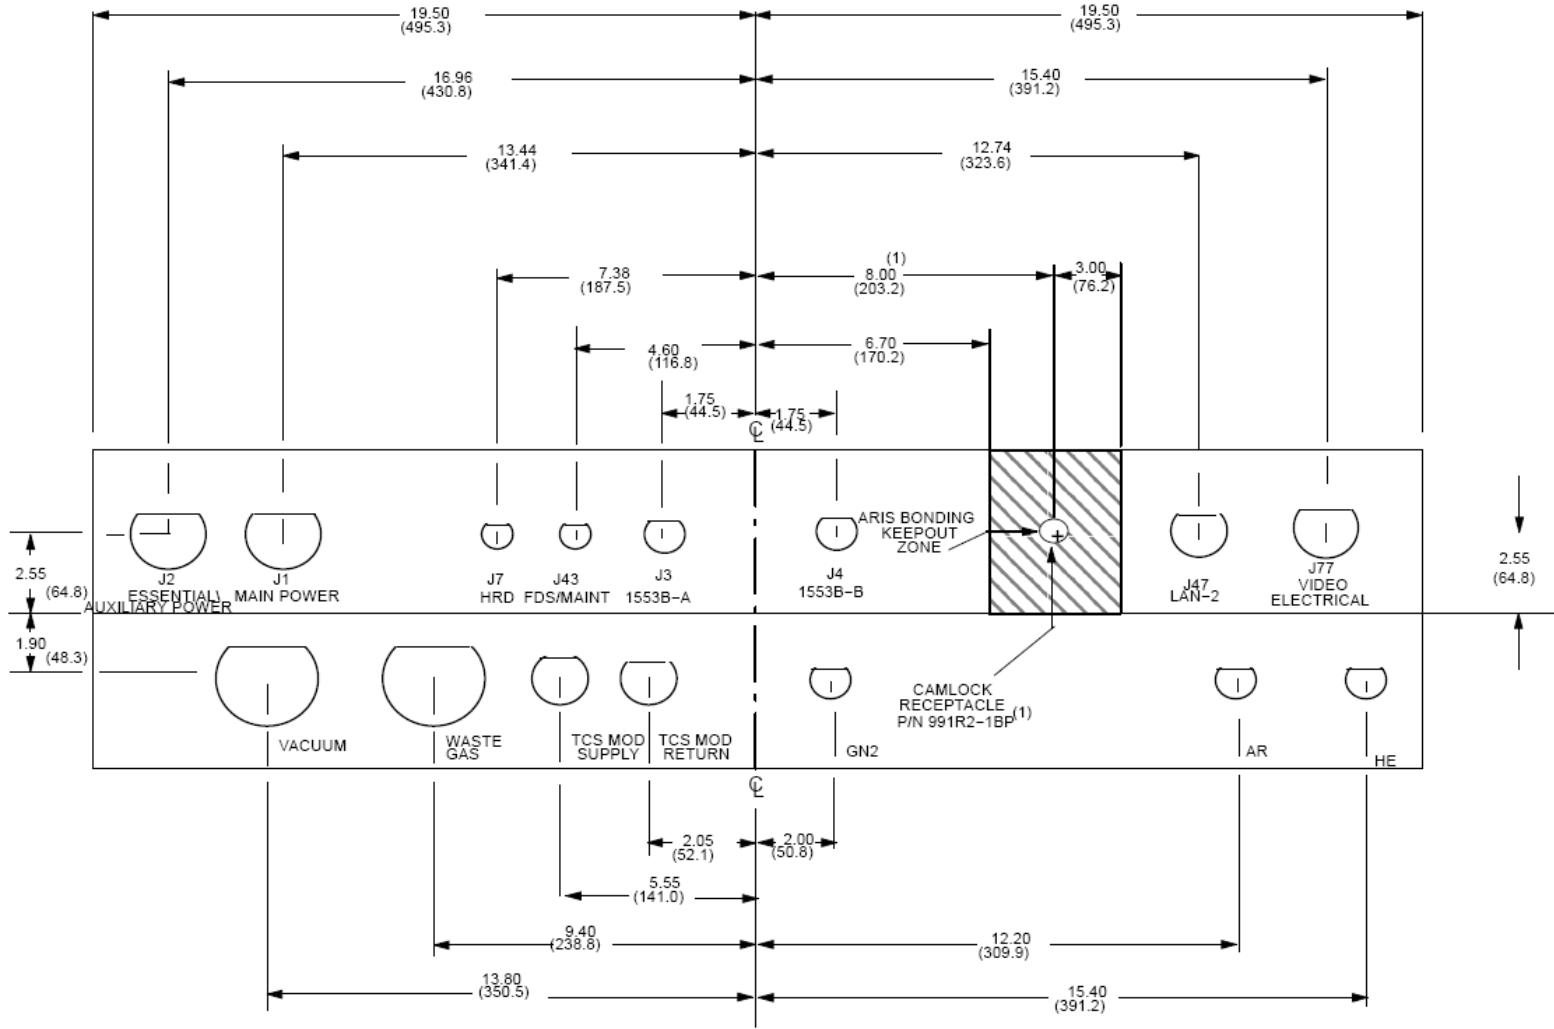 19.50
(495.3)
19.50
(495.3)
16.96
(430.8)
15.40
(391.2)
13.44
(341.4)
12.74
(323.6)
(1)
7.38
(187.5)
8.00
(203.2)
3.00
(76.2)
4.60
(116.8)
6.70
(170.2)
1.75
(44.5)
1.75
(44.5)
℄
ARIS BONDING
KEEPOUT
ZONE
2.55
(64.8)
2.55
(64.8)
J2
ESSENTIAL\
AUXILIARY POWER
J1
MAIN POWER
J7
HRD
J43
FDS/MAINT
J3
1553B-A
J4
1553B-B
J47
LAN-2
J77
VIDEO
ELECTRICAL
1.90
(48.3)
CAMLOCK
RECEPTACLE
P/N 991R2-1BP(1)
VACUUM
WASTE
GAS
TCS MOD
SUPPLY
TCS MOD
RETURN
GN2
AR
HE
℄
2.05
(52.1)
2.00
(50.8)
5.55
(141.0)
9.40
(238.8)
12.20
(309.9)
13.80
(350.5)
15.40
(391.2)